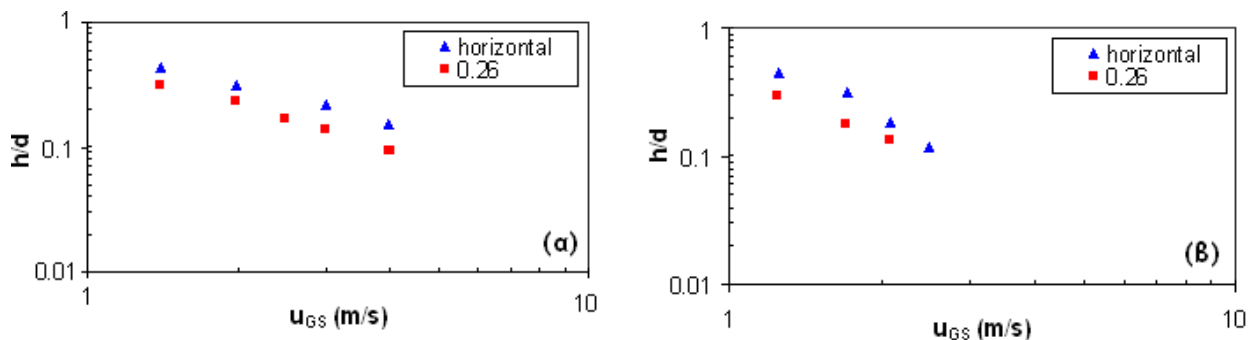 1
horizontal
0.26
h/d
0.1
(α)
0.01
1
10
u_GS (m/s)
1
horizontal
0.26
h/d
0.1
(β)
0.01
1
10
u_GS (m/s)